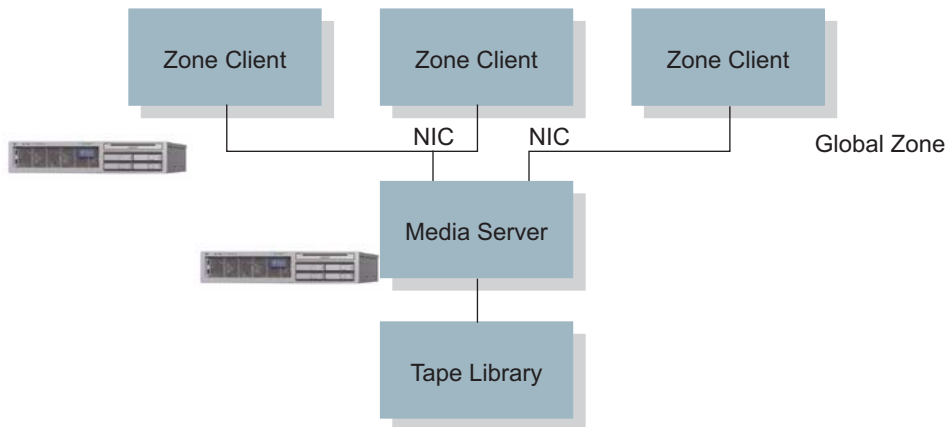 Zone Client
Zone Client
Zone Client
NIC
NIC
Global Zone
Media Server
Tape Library